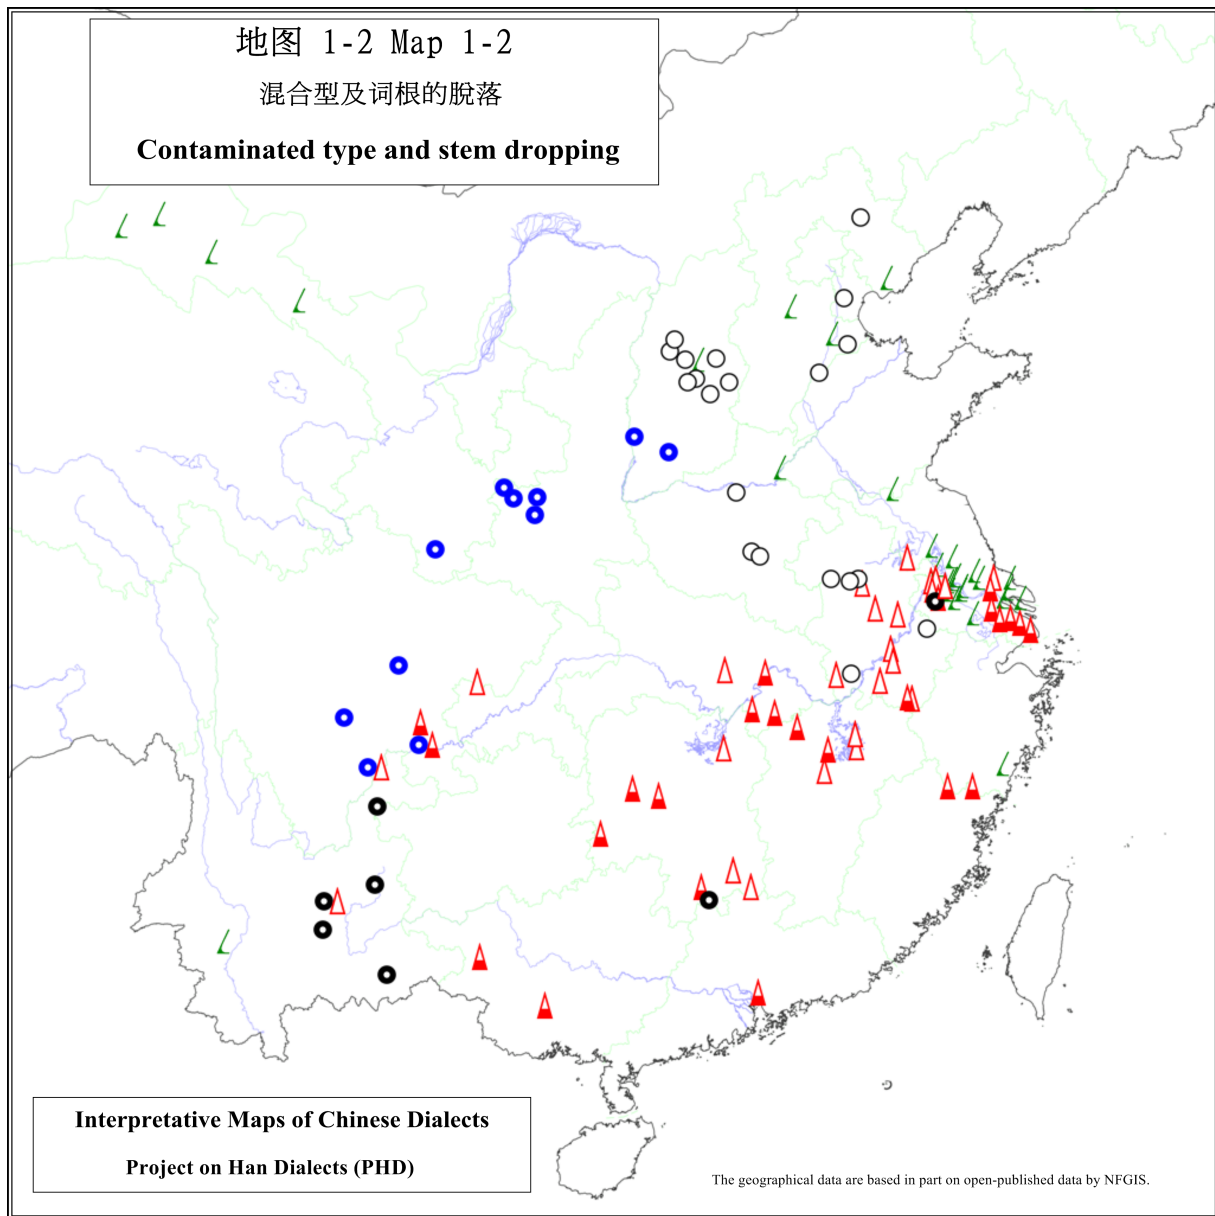 地图 1-2 Map 1-2
混合型及词根的脱落
Contaminated type and stem dropping
Interpretative Maps of Chinese Dialects
Project on Han Dialects (PHD)
The geographical data are based in part on open-published data by NFGIS.